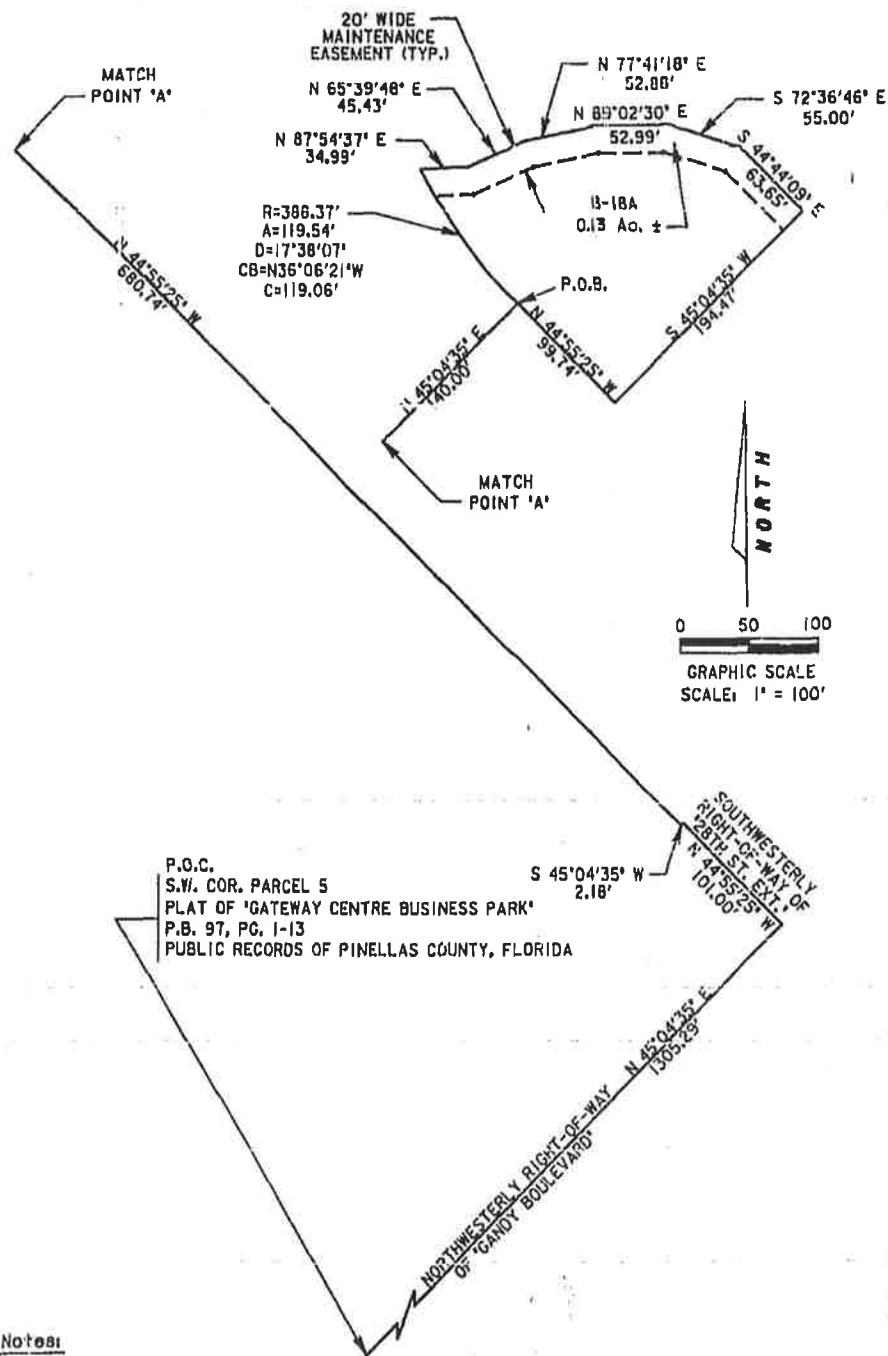 20' WIDE
MAINTENANCE
EASEMENT (TYP.)
MATCH
POINT 'A'
N 65°39'48" E
45.43'
N 77°41'18" E
52.88'
N 87°54'37" E
34.99'
N 89°02'30" E
52.99'
S 72°36'46" E
55.00'
S 44°44'09" E
63.65'
R=388.37'
A=119.54'
D=17°38'07"
CB=N36°06'21"W
C=119.06'
B-18A
0.13 Ac. ±
P.O.B.
N 44°55'25" W
680.74'
N 45°04'35" E
140.00'
N 44°55'25" W
99.74'
S 45°04'35" W
194.47'
MATCH
POINT 'A'
NORTH
0 50 100
GRAPHIC SCALE
SCALE: 1" = 100'
SOUTHWESTERLY
RIGHT-OF-WAY OF
'28TH ST. EXT.'
N 44°55'25" W
101.00'
S 45°04'35" W
2.18'
P.O.C.
S.W. COR. PARCEL 5
PLAT OF 'GATEWAY CENTRE BUSINESS PARK'
P.B. 97, PG. 1-13
PUBLIC RECORDS OF PINELLAS COUNTY, FLORIDA
N 45°04'35" E
1305.29'
NORTHWESTERLY RIGHT-OF-WAY
OF 'GANDY BOULEVARD'
Notes: